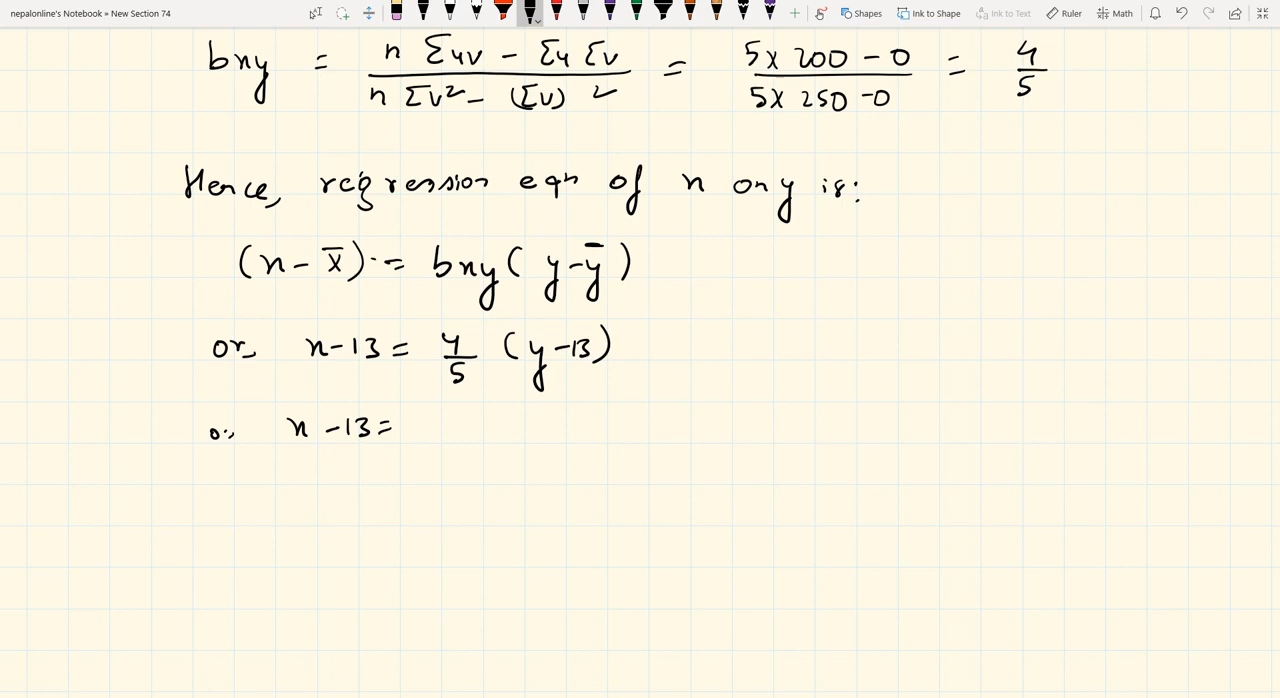 nepalonline's Notebook » New Section 74
Shapes Ink to Shape Ink to Text Ruler Math
bxy = n Σuv - Σu Σv / n Σv² - (Σv)² = 5 x 200 - 0 / 5 x 250 - 0 = 4/5
Hence, regression eqn of x on y is:
(x - x̄) = bxy (y - ȳ)
or, x - 13 = 4/5 (y - 13)
or, x - 13 =